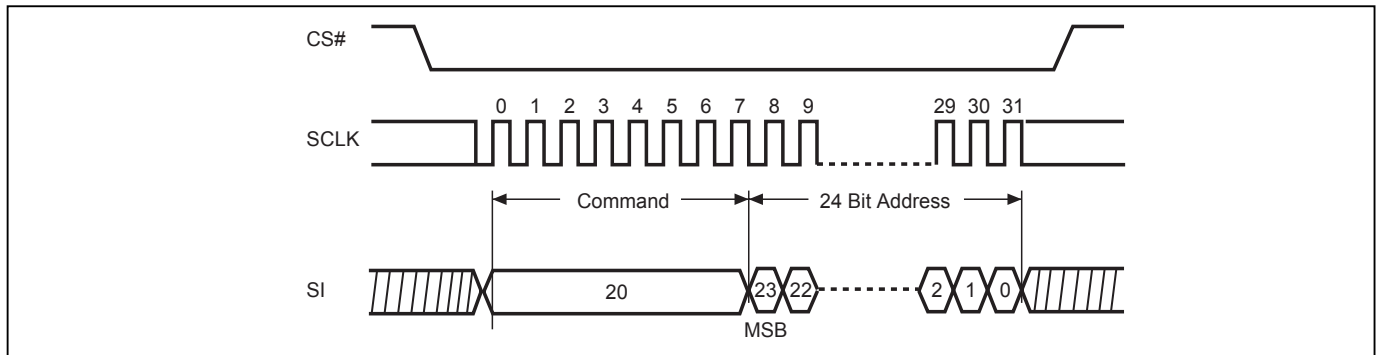 CS#
0 1 2 3 4 5 6 7 8 9 29 30 31
SCLK
Command 24 Bit Address
SI 20 23 22 2 1 0
MSB